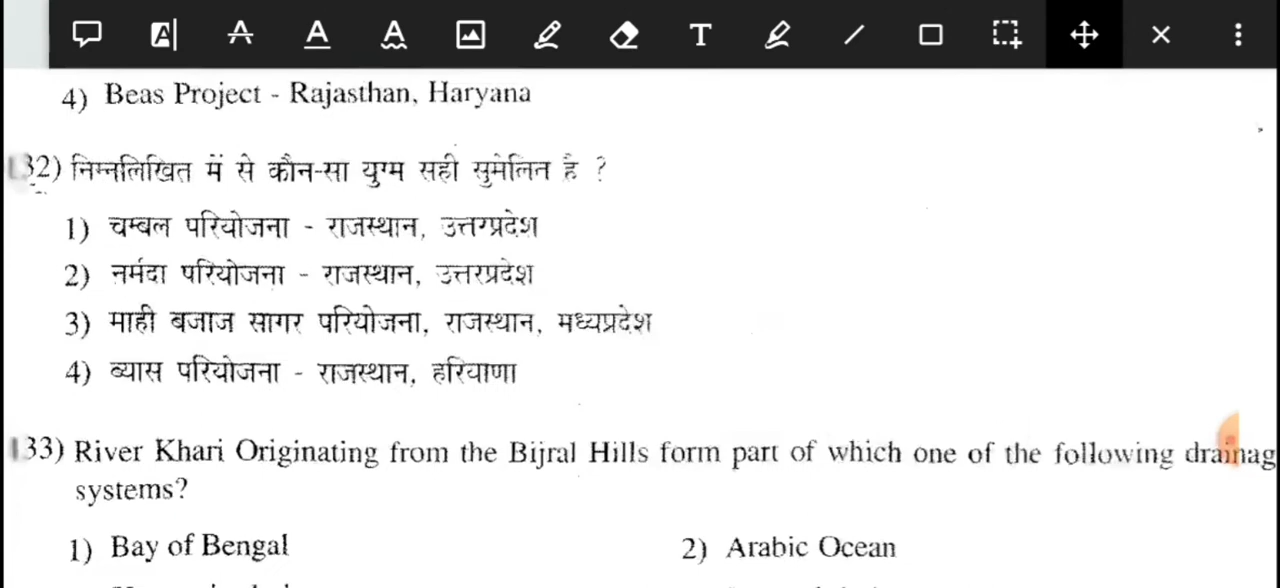 4) Beas Project - Rajasthan, Haryana
132) निम्नलिखित में से कौन-सा युग्म सही सुमेलित है ?
1) चम्बल परियोजना - राजस्थान, उत्तरप्रदेश
2) नर्मदा परियोजना - राजस्थान, उत्तरप्रदेश
3) माही बजाज सागर परियोजना, राजस्थान, मध्यप्रदेश
4) ब्यास परियोजना - राजस्थान, हरियाणा
133) River Khari Originating from the Bijral Hills form part of which one of the following drainag
systems?
1) Bay of Bengal 2) Arabic Ocean